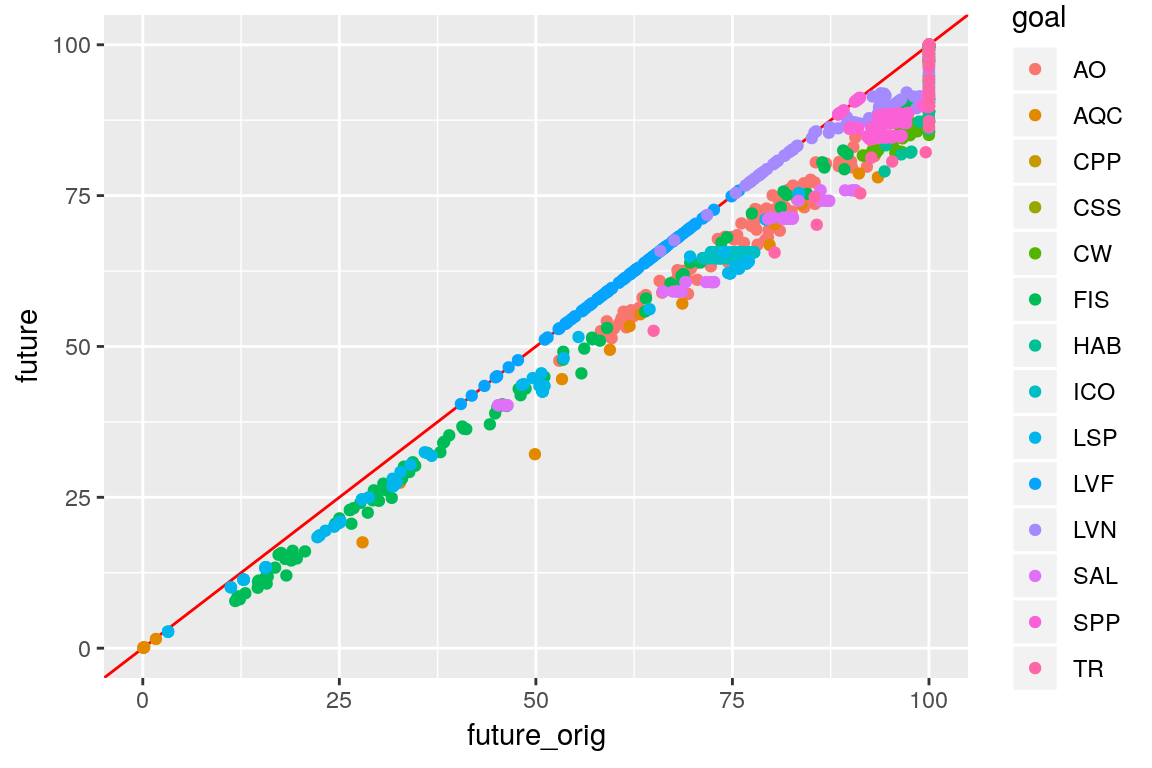 goal
AO
AQC
CPP
CSS
CW
FIS
HAB
ICO
LSP
LVF
LVN
SAL
SPP
TR
future
100
75
50
25
0
0 25 50 75 100
future_orig